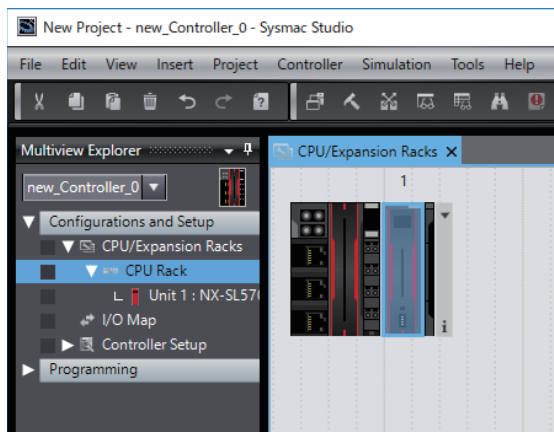 New Project - new_Controller_0 - Sysmac Studio
File Edit View Insert Project Controller Simulation Tools Help
Multiview Explorer
new_Controller_0
CPU/Expansion Racks
1
Configurations and Setup
CPU/Expansion Racks
CPU Rack
Unit 1 : NX-SL570
I/O Map
Controller Setup
Programming
i